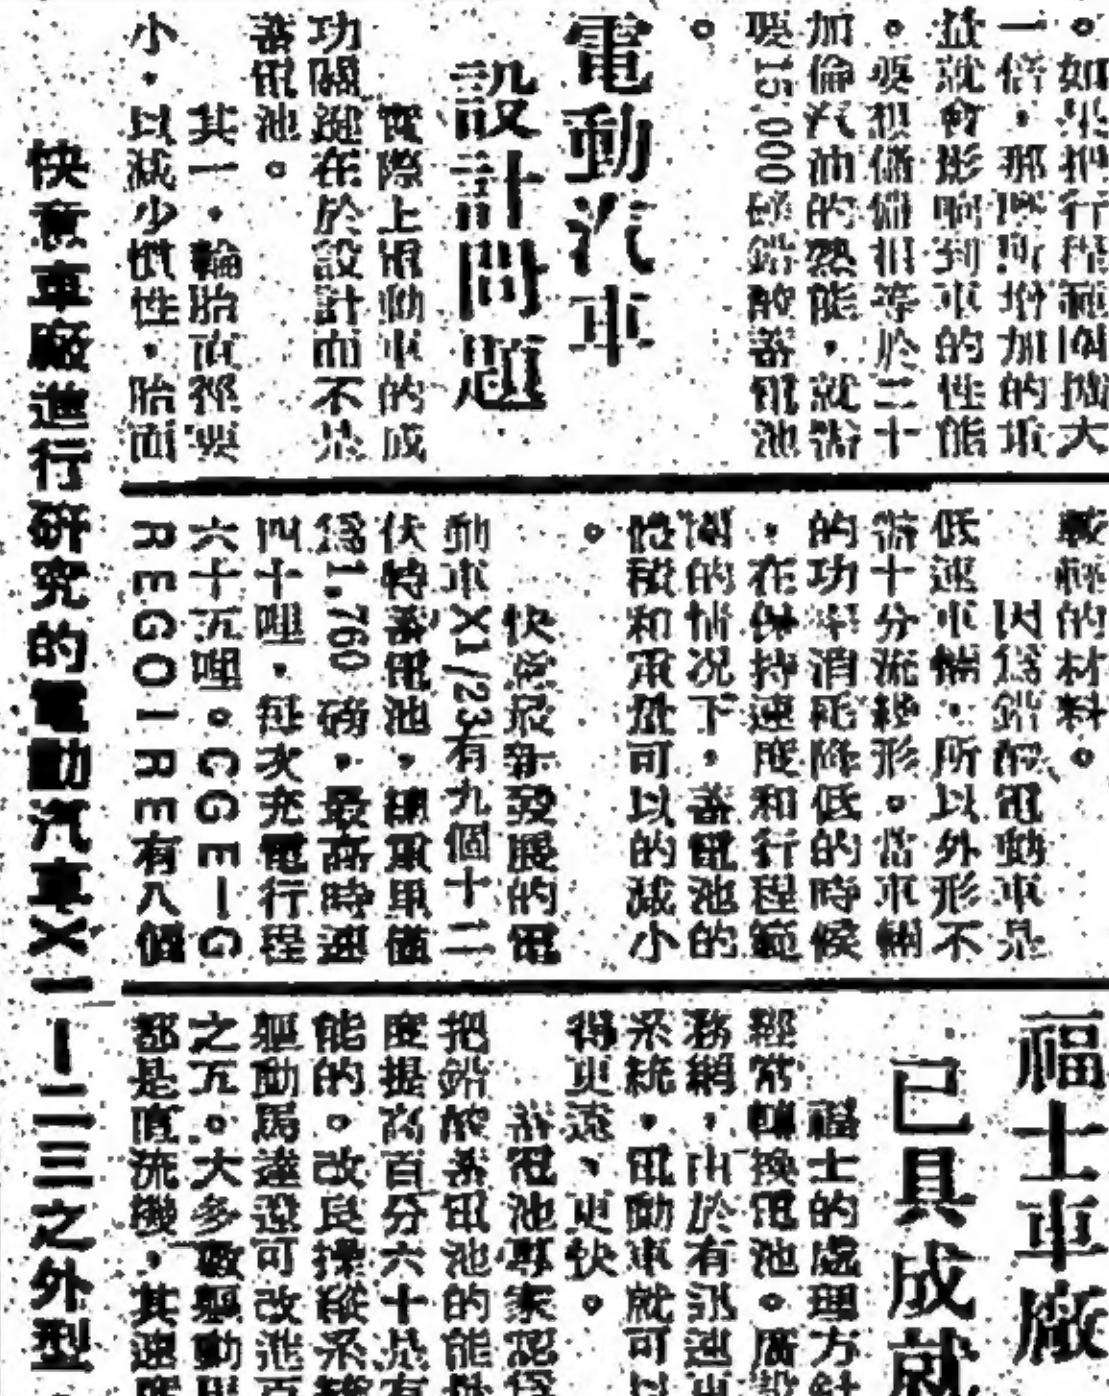 。如果把行程範圍擴大
一倍，那麼所增加的重
量就會影响到車的性能
。要想儲備相等於二十
加倫汽油的熱能，就需
要15,000磅鉛酸蓄電池
。
電動汽車
設計問題
實際上電動車的成
功關鍵在於設計而不是
蓄電池。
其一，輪胎直徑要
小，以減少慣性，胎面
較輕的材料。
因為鉛酸電動車是
低速車輛，所以外形不
需十分流線形。當車輛
的功率消耗降低的時候
，在保持速度和行程範
圍的情况下，蓄電池的
體積和重量可以的減小
。
快意最新發展的電
動車X1/23有九個十二
伏特蓄電池，總重量僅
為1,760磅，最高時速
四十哩，每次充電行程
六十五哩。CGE－G
REGOIRE有八個
福士車廠
已具成就
福士的處理方針
經常轉換電池。廣設
務網，由於有迅速
系統，電動車就可以
得更遠、更快。
蓄電池專家認為
把鉛酸蓄電池的能
度提高百分六十是有
能的。改良操縱系統
驅動馬達還可改進百
之五。大多數驅動
都是直流機，其速度
快意車廠進行研究的電動汽車X一
－二三之外型，